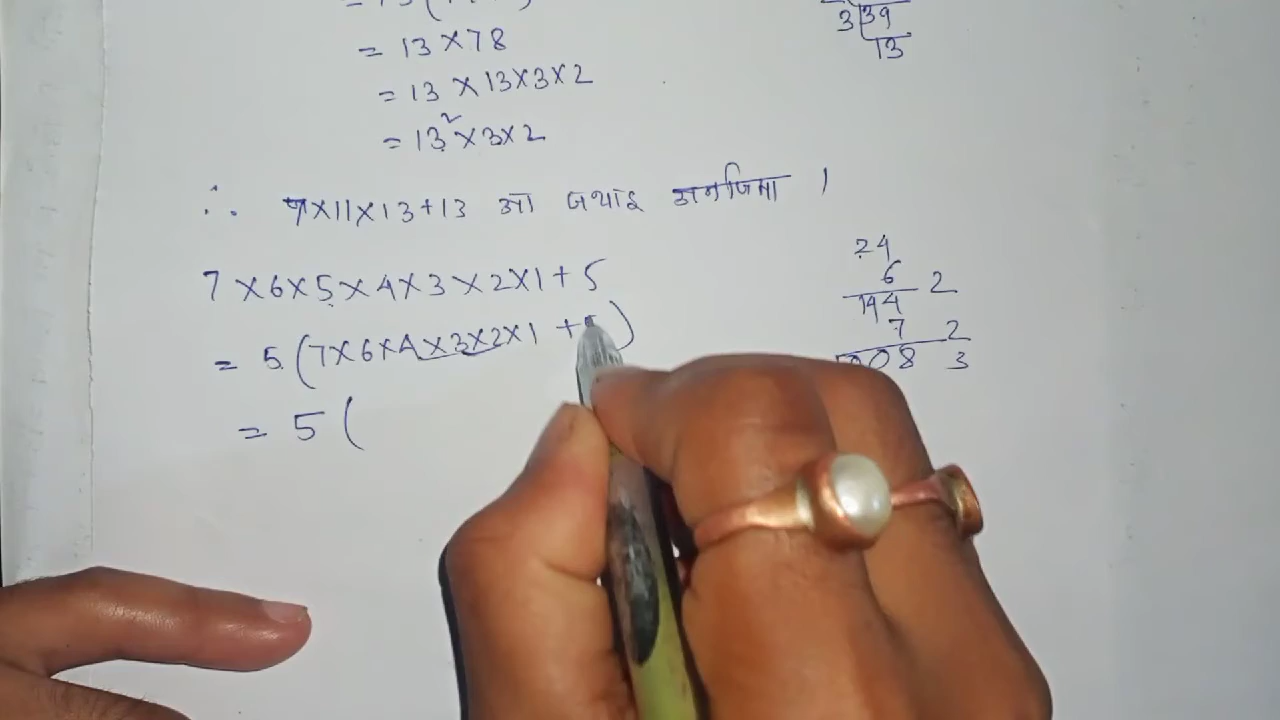 = 13 × 78
= 13 × 13 × 3 × 2
= 13² × 3 × 2
∴ 7 × 11 × 13 + 13
7 × 6 × 5 × 4 × 3 × 2 × 1 + 5
= 5 (7 × 6 × 4 × 3 × 2 × 1 + )
= 5 (
3 39
13
24
6 2
144
7 2
008 3